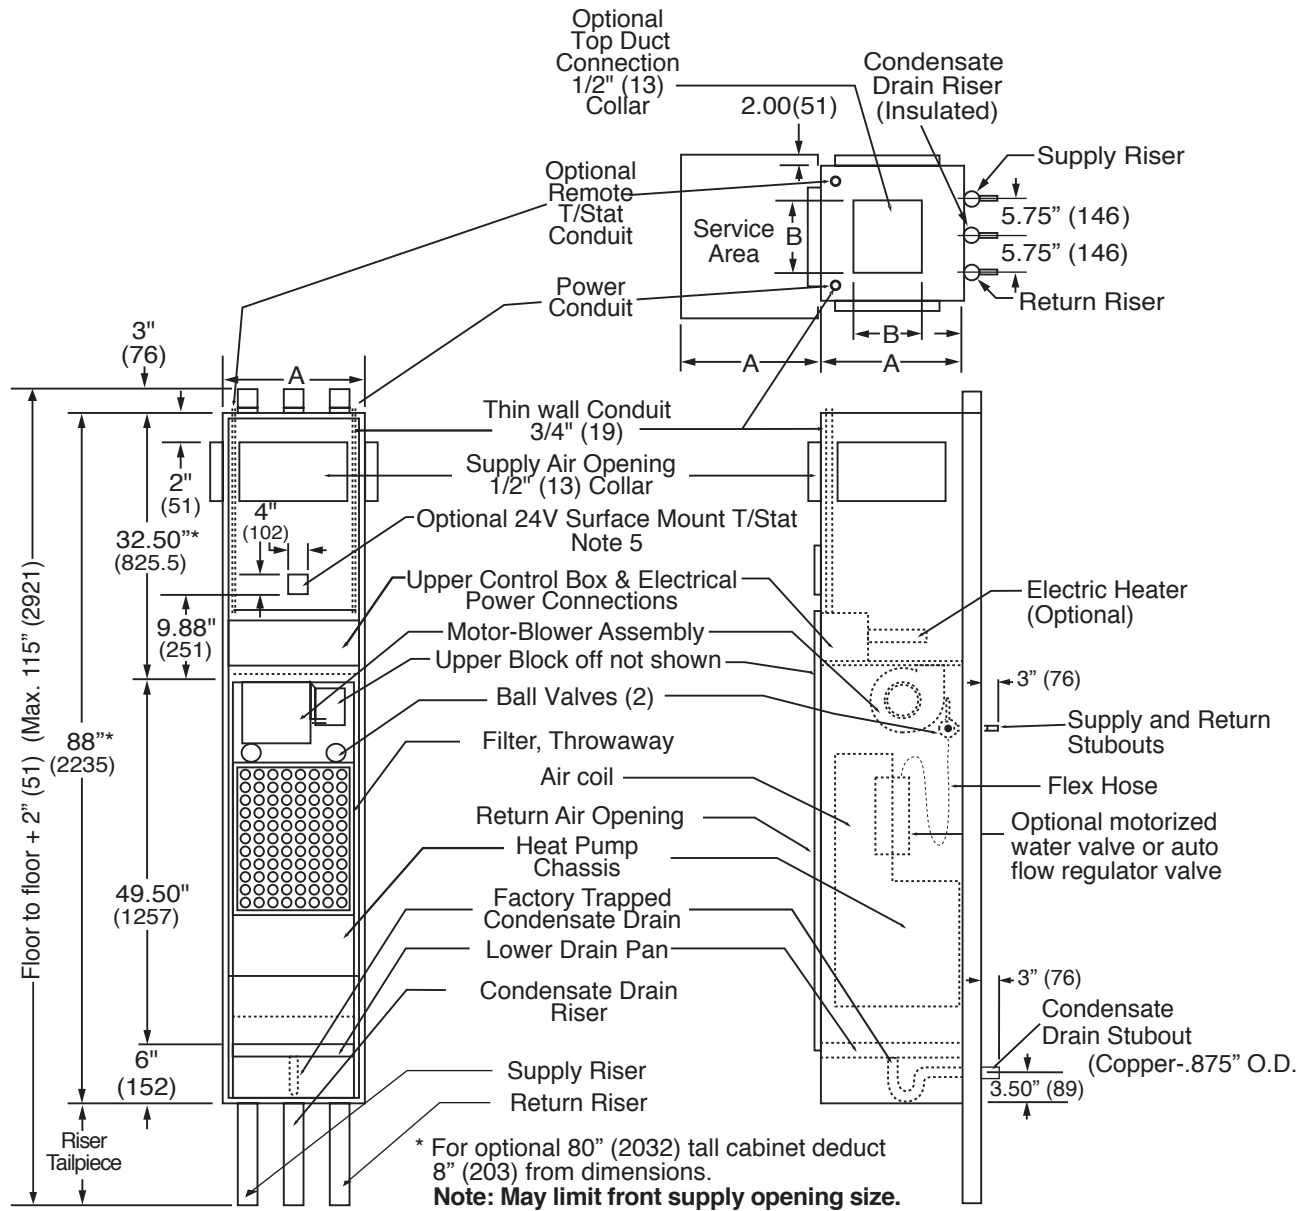 Optional
Top Duct
Connection
1/2" (13)
Collar
Condensate
Drain Riser
(Insulated)
2.00(51)
Supply Riser
Optional
Remote
T/Stat
Conduit
5.75” (146)
Service
Area
B
5.75” (146)
Power
Conduit
Return Riser
B
3"
(76)
A
A
A
Thin wall Conduit
3/4" (19)
Supply Air Opening
1/2" (13) Collar
2"
(51)
4"
(102)
Optional 24V Surface Mount T/Stat
Note 5
32.50”*
(825.5)
Upper Control Box & Electrical
Power Connections
Electric Heater
(Optional)
9.88"
(251)
Motor-Blower Assembly
Upper Block off not shown
3” (76)
Ball Valves (2)
Supply and Return
Stubouts
Floor to floor + 2” (51) (Max. 115” (2921)
88”*
(2235)
Filter, Throwaway
Air coil
Flex Hose
Return Air Opening
Optional motorized
water valve or auto
flow regulator valve
Heat Pump
Chassis
49.50"
(1257)
Factory Trapped
Condensate Drain
Lower Drain Pan
3” (76)
Condensate Drain
Riser
Condensate
Drain Stubout
(Copper-.875” O.D.
6"
(152)
Supply Riser
3.50” (89)
Return Riser
Riser
Tailpiece
* For optional 80” (2032) tall cabinet deduct
8” (203) from dimensions.
Note: May limit front supply opening size.